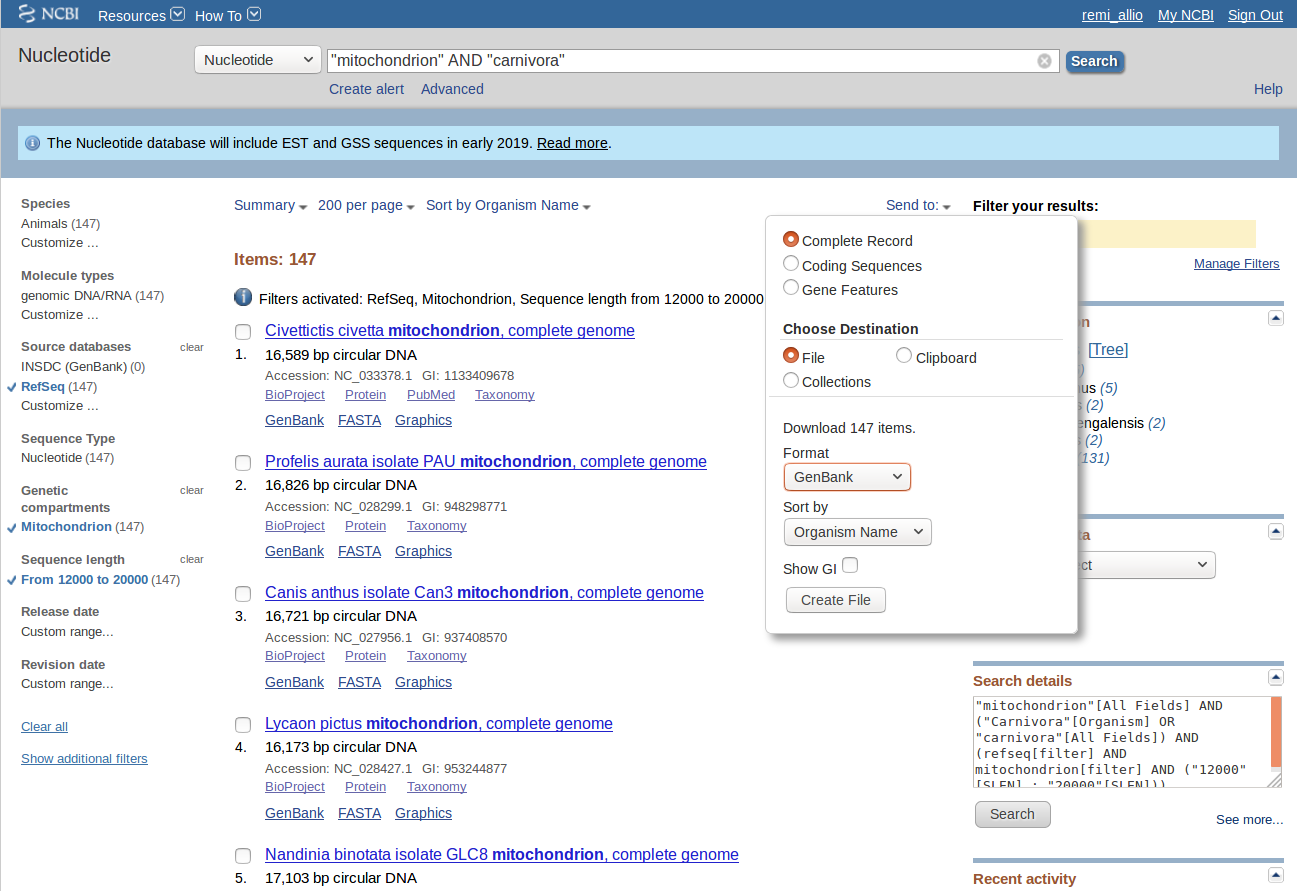 NCBI Resources How To remi_allio My NCBI Sign Out
Nucleotide Nucleotide "mitochondrion" AND "carnivora" Search
Create alert Advanced Help
The Nucleotide database will include EST and GSS sequences in early 2019. Read more.
Species
Animals (147)
Customize ...
Molecule types
genomic DNA/RNA (147)
Customize ...
Source databases clear
INSDC (GenBank) (0)
RefSeq (147)
Customize ...
Sequence Type
Nucleotide (147)
Genetic clear
compartments
Mitochondrion (147)
Sequence length clear
From 12000 to 20000 (147)
Release date
Custom range...
Revision date
Custom range...
Clear all
Show additional filters
Summary 200 per page Sort by Organism Name Send to:
Items: 147
Filters activated: RefSeq, Mitochondrion, Sequence length from 12000 to 20000
Civettictis civetta mitochondrion, complete genome
1. 16,589 bp circular DNA
Accession: NC_033378.1 GI: 1133409678
BioProject Protein PubMed Taxonomy
GenBank FASTA Graphics
Profelis aurata isolate PAU mitochondrion, complete genome
2. 16,826 bp circular DNA
Accession: NC_028299.1 GI: 948298771
BioProject Protein Taxonomy
GenBank FASTA Graphics
Canis anthus isolate Can3 mitochondrion, complete genome
3. 16,721 bp circular DNA
Accession: NC_027956.1 GI: 937408570
BioProject Protein Taxonomy
GenBank FASTA Graphics
Lycaon pictus mitochondrion, complete genome
4. 16,173 bp circular DNA
Accession: NC_028427.1 GI: 953244877
BioProject Protein Taxonomy
GenBank FASTA Graphics
Nandinia binotata isolate GLC8 mitochondrion, complete genome
5. 17,103 bp circular DNA
Complete Record
Coding Sequences
Gene Features
Choose Destination
File Clipboard
Collections
Download 147 items.
Format
GenBank
Sort by
Organism Name
Show GI
Create File
Filter your results:
Manage Filters
[Tree]
(5)
(2)
engalensis (2)
(2)
(131)
Search details
"mitochondrion"[All Fields] AND
("Carnivora"[Organism] OR
"carnivora"[All Fields]) AND
(refseq[filter] AND
mitochondrion[filter] AND ("12000"
[SLEN] : "20000"[SLEN]))
Search See more...
Recent activity